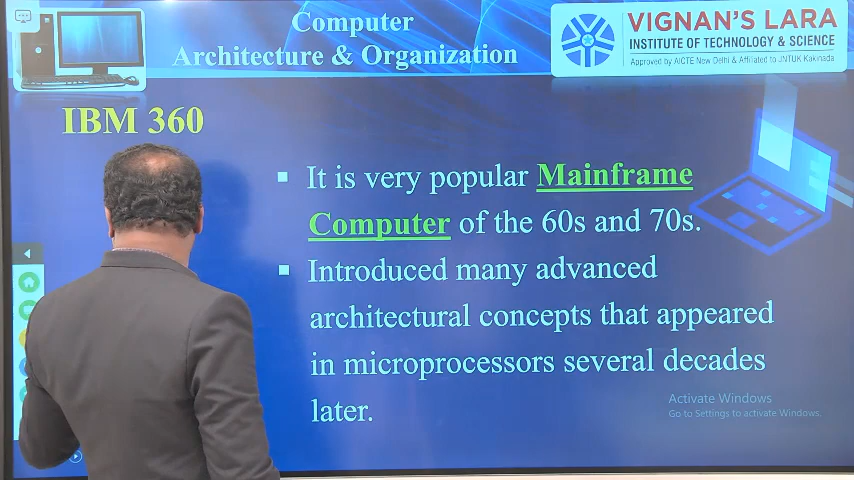 Computer
Architecture & Organization
VIGNAN'S LARA
INSTITUTE OF TECHNOLOGY & SCIENCE
Approved by AICTE New Delhi & Affiliated to JNTUK Kakinada
IBM 360
▪ It is very popular Mainframe
Computer of the 60s and 70s.
▪ Introduced many advanced
architectural concepts that appeared
in microprocessors several decades
later.
Activate Windows
Go to Settings to activate Windows.